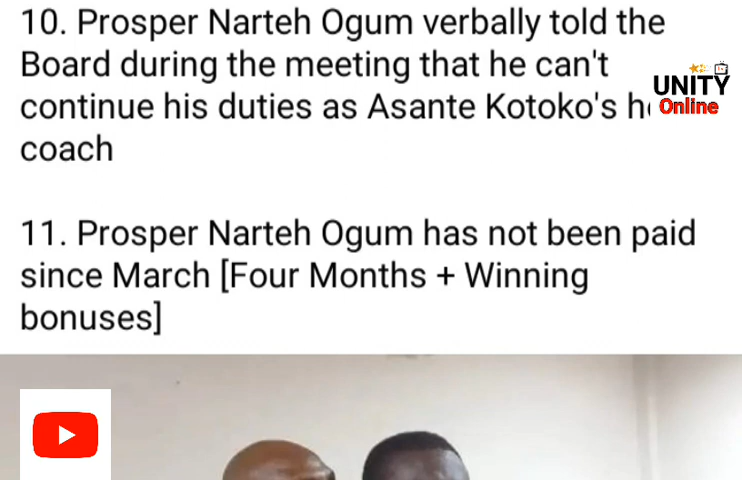 10. Prosper Narteh Ogum verbally told the
Board during the meeting that he can't
continue his duties as Asante Kotoko's
coach
UNITY
Online
11. Prosper Narteh Ogum has not been paid
since March [Four Months + Winning
bonuses]